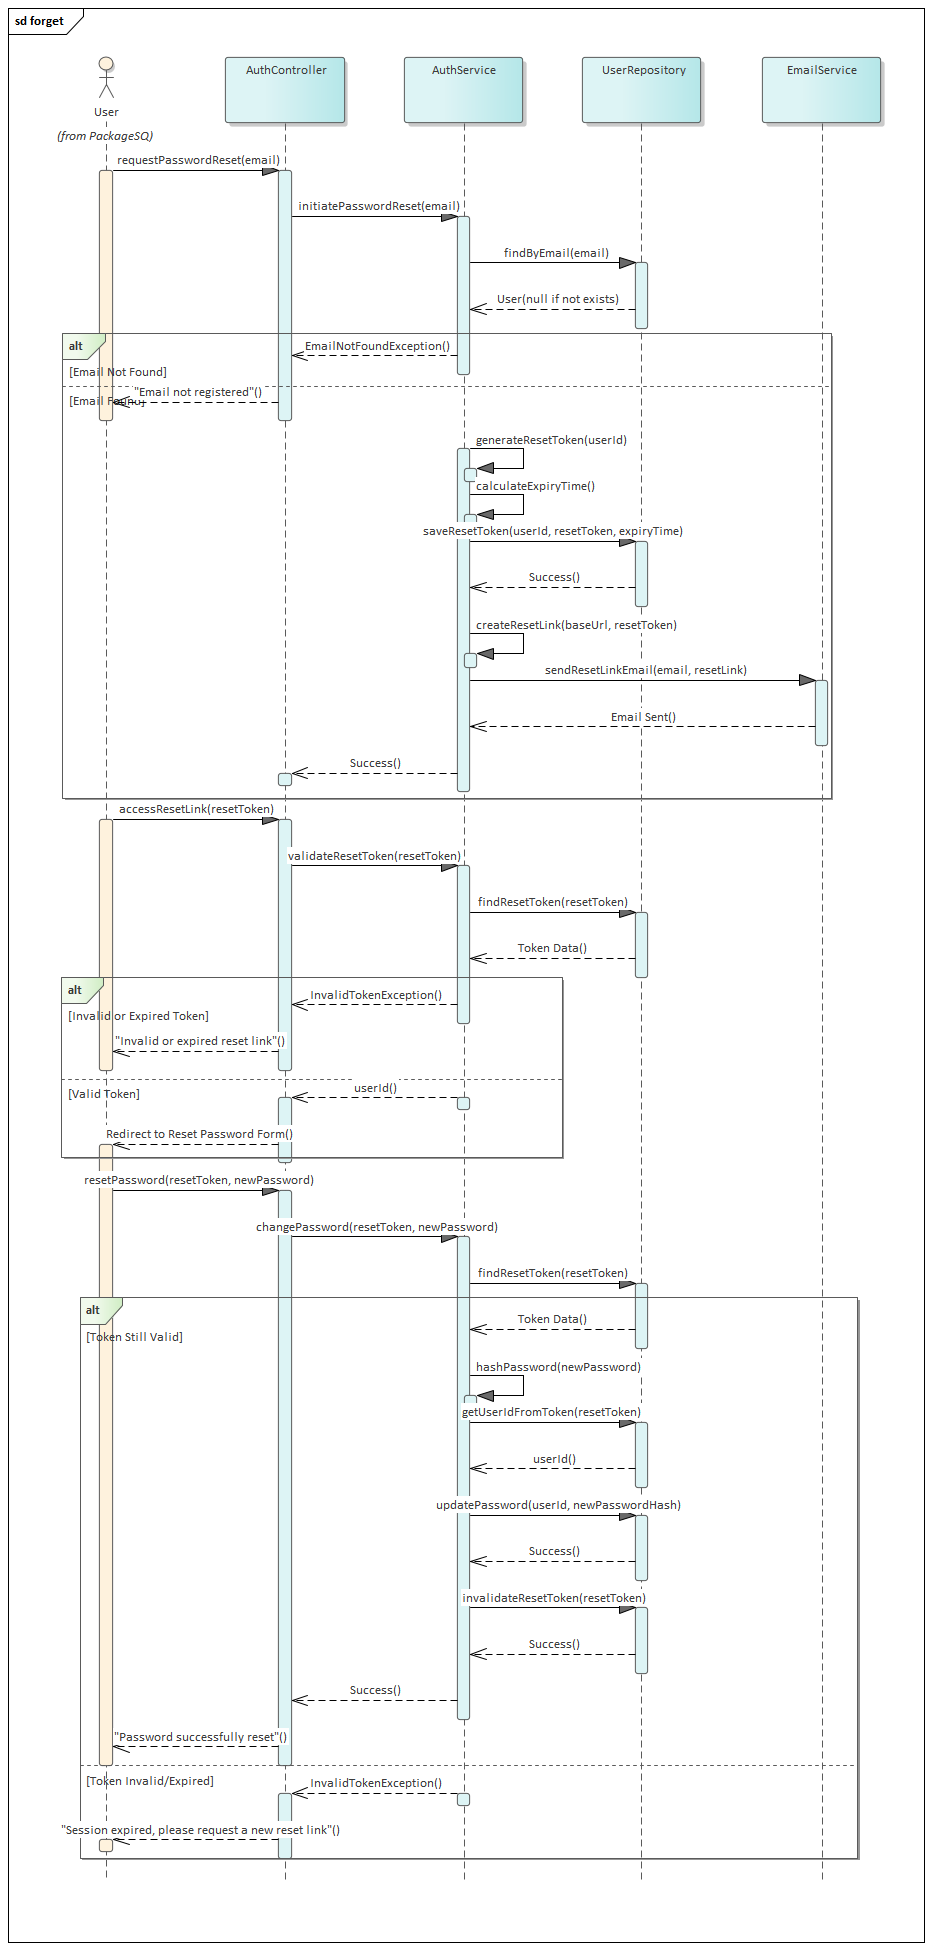 sd forget
AuthController
AuthService
UserRepository
EmailService
User
(from PackageSQ)
requestPasswordReset(email)
initiatePasswordReset(email)
findByEmail(email)
User(null if not exists)
alt
EmailNotFoundException()
[Email Not Found]
"Email not registered"()
[Email Found]
generateResetToken(userId)
calculateExpiryTime()
saveResetToken(userId, resetToken, expiryTime)
Success()
createResetLink(baseUrl, resetToken)
sendResetLinkEmail(email, resetLink)
Email Sent()
Success()
accessResetLink(resetToken)
validateResetToken(resetToken)
findResetToken(resetToken)
Token Data()
alt
InvalidTokenException()
[Invalid or Expired Token]
"Invalid or expired reset link"()
userId()
[Valid Token]
Redirect to Reset Password Form()
resetPassword(resetToken, newPassword)
changePassword(resetToken, newPassword)
findResetToken(resetToken)
alt
Token Data()
[Token Still Valid]
hashPassword(newPassword)
getUserIdFromToken(resetToken)
userId()
updatePassword(userId, newPasswordHash)
Success()
invalidateResetToken(resetToken)
Success()
Success()
"Password successfully reset"()
[Token Invalid/Expired]
InvalidTokenException()
"Session expired, please request a new reset link"()